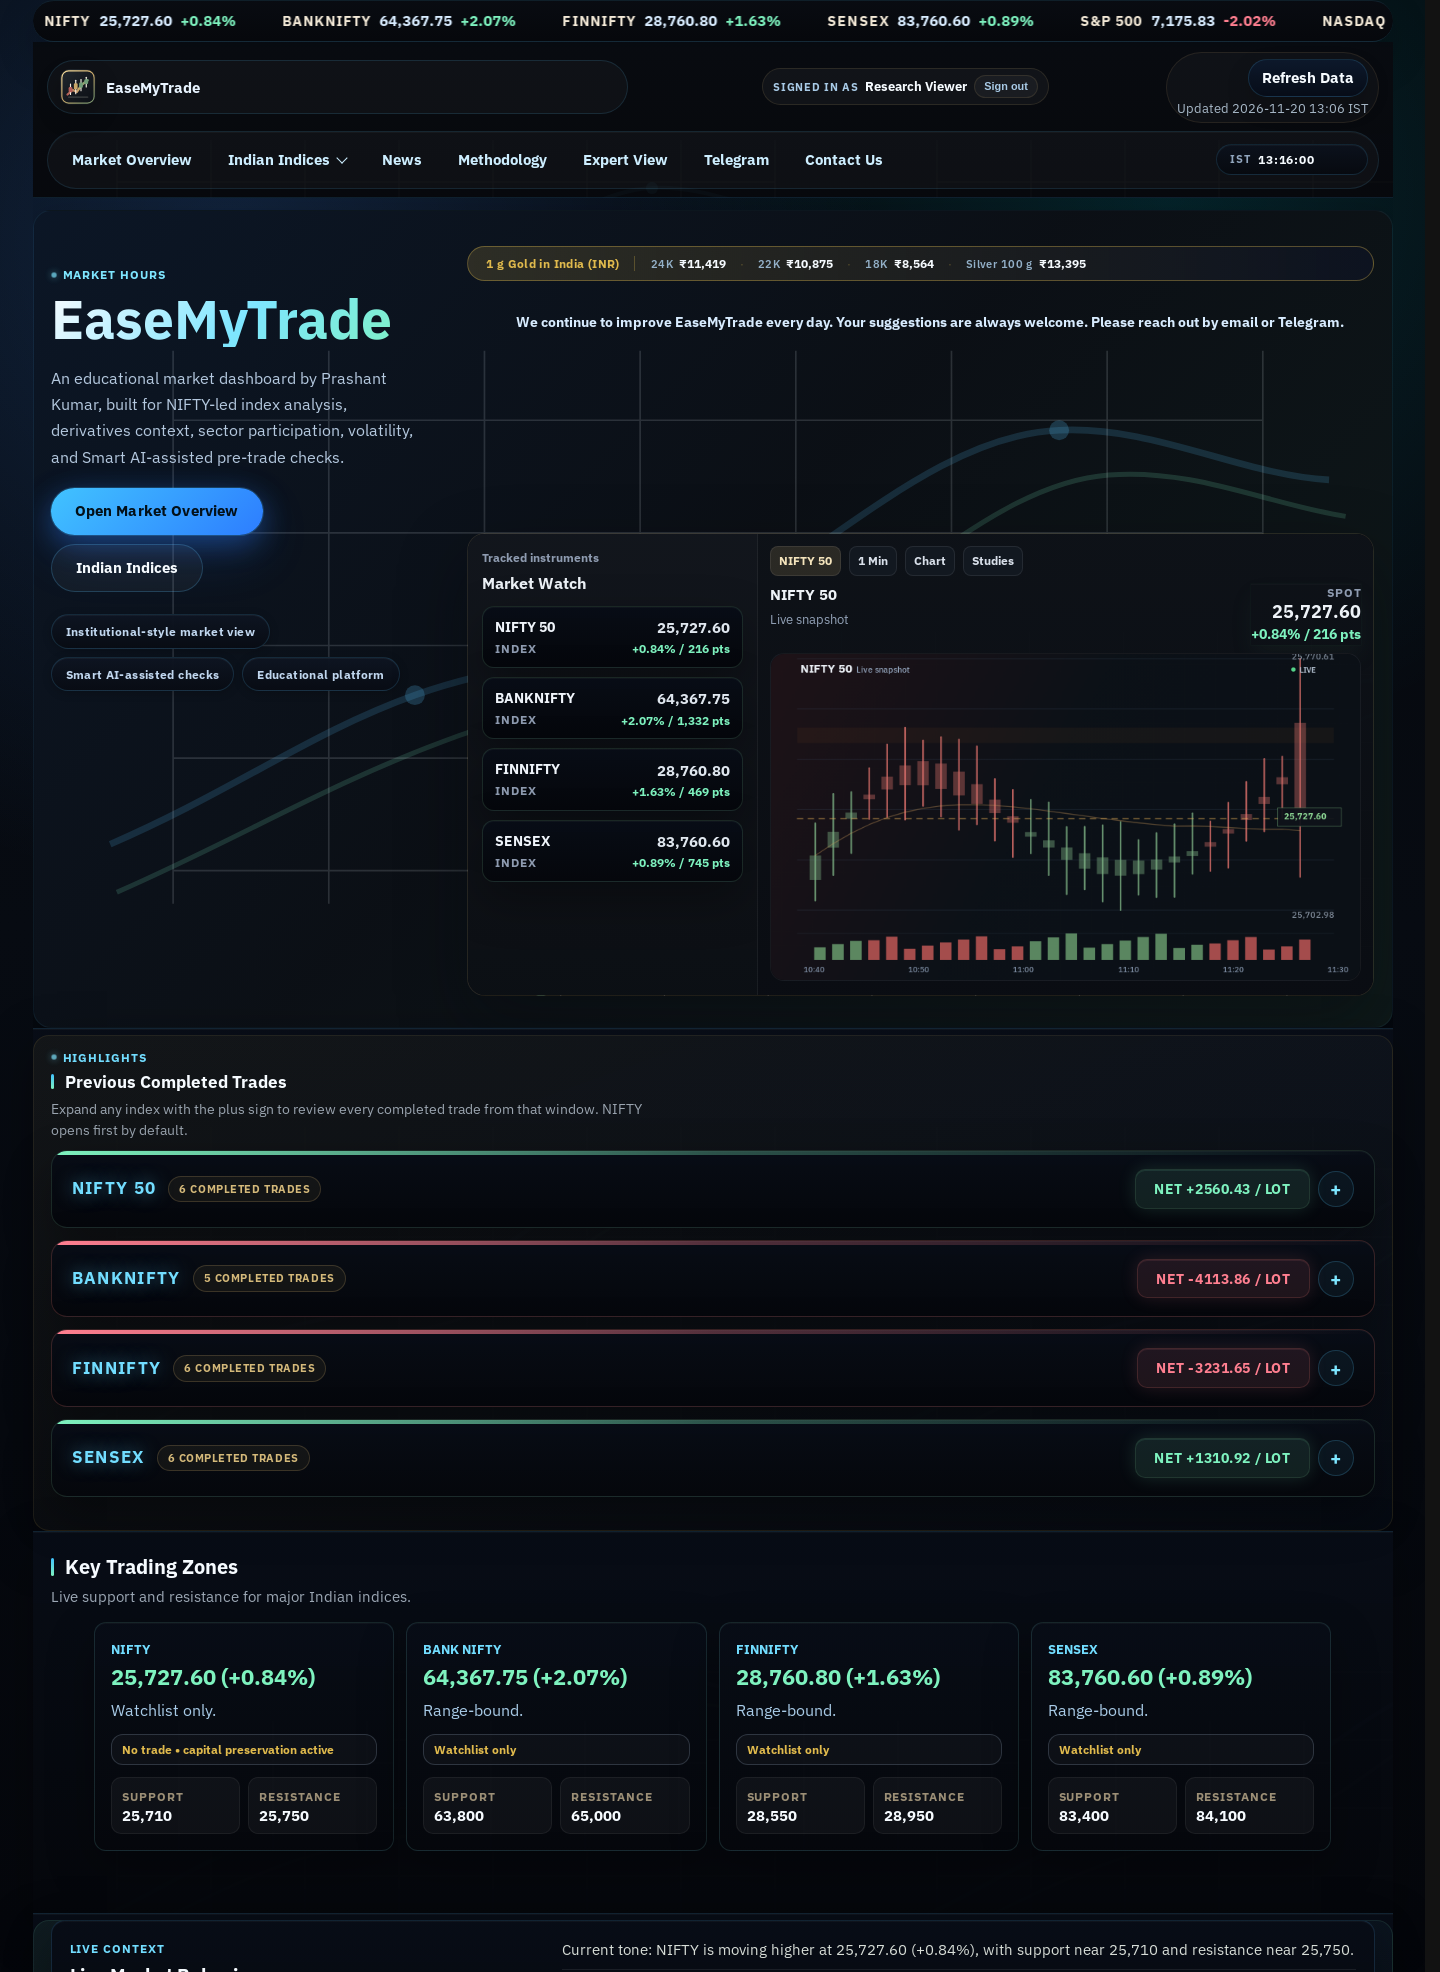 NIFTY 25,727.60 +0.84% BANKNIFTY 64,367.75 +2.07% FINNIFTY 28,760.80 +1.63% SENSEX 83,760.60 +0.89% S&P 500 7,175.83 -2.02% NASDAQ
EaseMyTrade
SIGNED IN AS Research Viewer Sign out
Refresh Data
Updated 2026-11-20 13:06 IST
Market Overview Indian Indices News Methodology Expert View Telegram Contact Us
IST 13:16:00
MARKET HOURS
EaseMyTrade
An educational market dashboard by Prashant
Kumar, built for NIFTY-led index analysis,
derivatives context, sector participation, volatility,
and Smart AI-assisted pre-trade checks.
Open Market Overview
Indian Indices
Institutional-style market view
Smart AI-assisted checks Educational platform
1 g Gold in India (INR) 24K ₹11,419 · 22K ₹10,875 · 18K ₹8,564 · Silver 100 g ₹13,395
We continue to improve EaseMyTrade every day. Your suggestions are always welcome. Please reach out by email or Telegram.
Tracked instruments
Market Watch
NIFTY 50 25,727.60
INDEX +0.84% / 216 pts
BANKNIFTY 64,367.75
INDEX +2.07% / 1,332 pts
FINNIFTY 28,760.80
INDEX +1.63% / 469 pts
SENSEX 83,760.60
INDEX +0.89% / 745 pts
NIFTY 50 1 Min Chart Studies
NIFTY 50
Live snapshot
SPOT
25,727.60
+0.84% / 216 pts
25,770.61
NIFTY 50 Live snapshot
LIVE
25,727.60
25,702.98
10:40 10:50 11:00 11:10 11:20 11:30
HIGHLIGHTS
Previous Completed Trades
Expand any index with the plus sign to review every completed trade from that window. NIFTY
opens first by default.
NIFTY 50 6 COMPLETED TRADES NET +2560.43 / LOT +
BANKNIFTY 5 COMPLETED TRADES NET -4113.86 / LOT +
FINNIFTY 6 COMPLETED TRADES NET -3231.65 / LOT +
SENSEX 6 COMPLETED TRADES NET +1310.92 / LOT +
Key Trading Zones
Live support and resistance for major Indian indices.
NIFTY
25,727.60 (+0.84%)
Watchlist only.
No trade • capital preservation active
SUPPORT RESISTANCE
25,710 25,750
BANK NIFTY
64,367.75 (+2.07%)
Range-bound.
Watchlist only
SUPPORT RESISTANCE
63,800 65,000
FINNIFTY
28,760.80 (+1.63%)
Range-bound.
Watchlist only
SUPPORT RESISTANCE
28,550 28,950
SENSEX
83,760.60 (+0.89%)
Range-bound.
Watchlist only
SUPPORT RESISTANCE
83,400 84,100
LIVE CONTEXT
Current tone: NIFTY is moving higher at 25,727.60 (+0.84%), with support near 25,710 and resistance near 25,750.